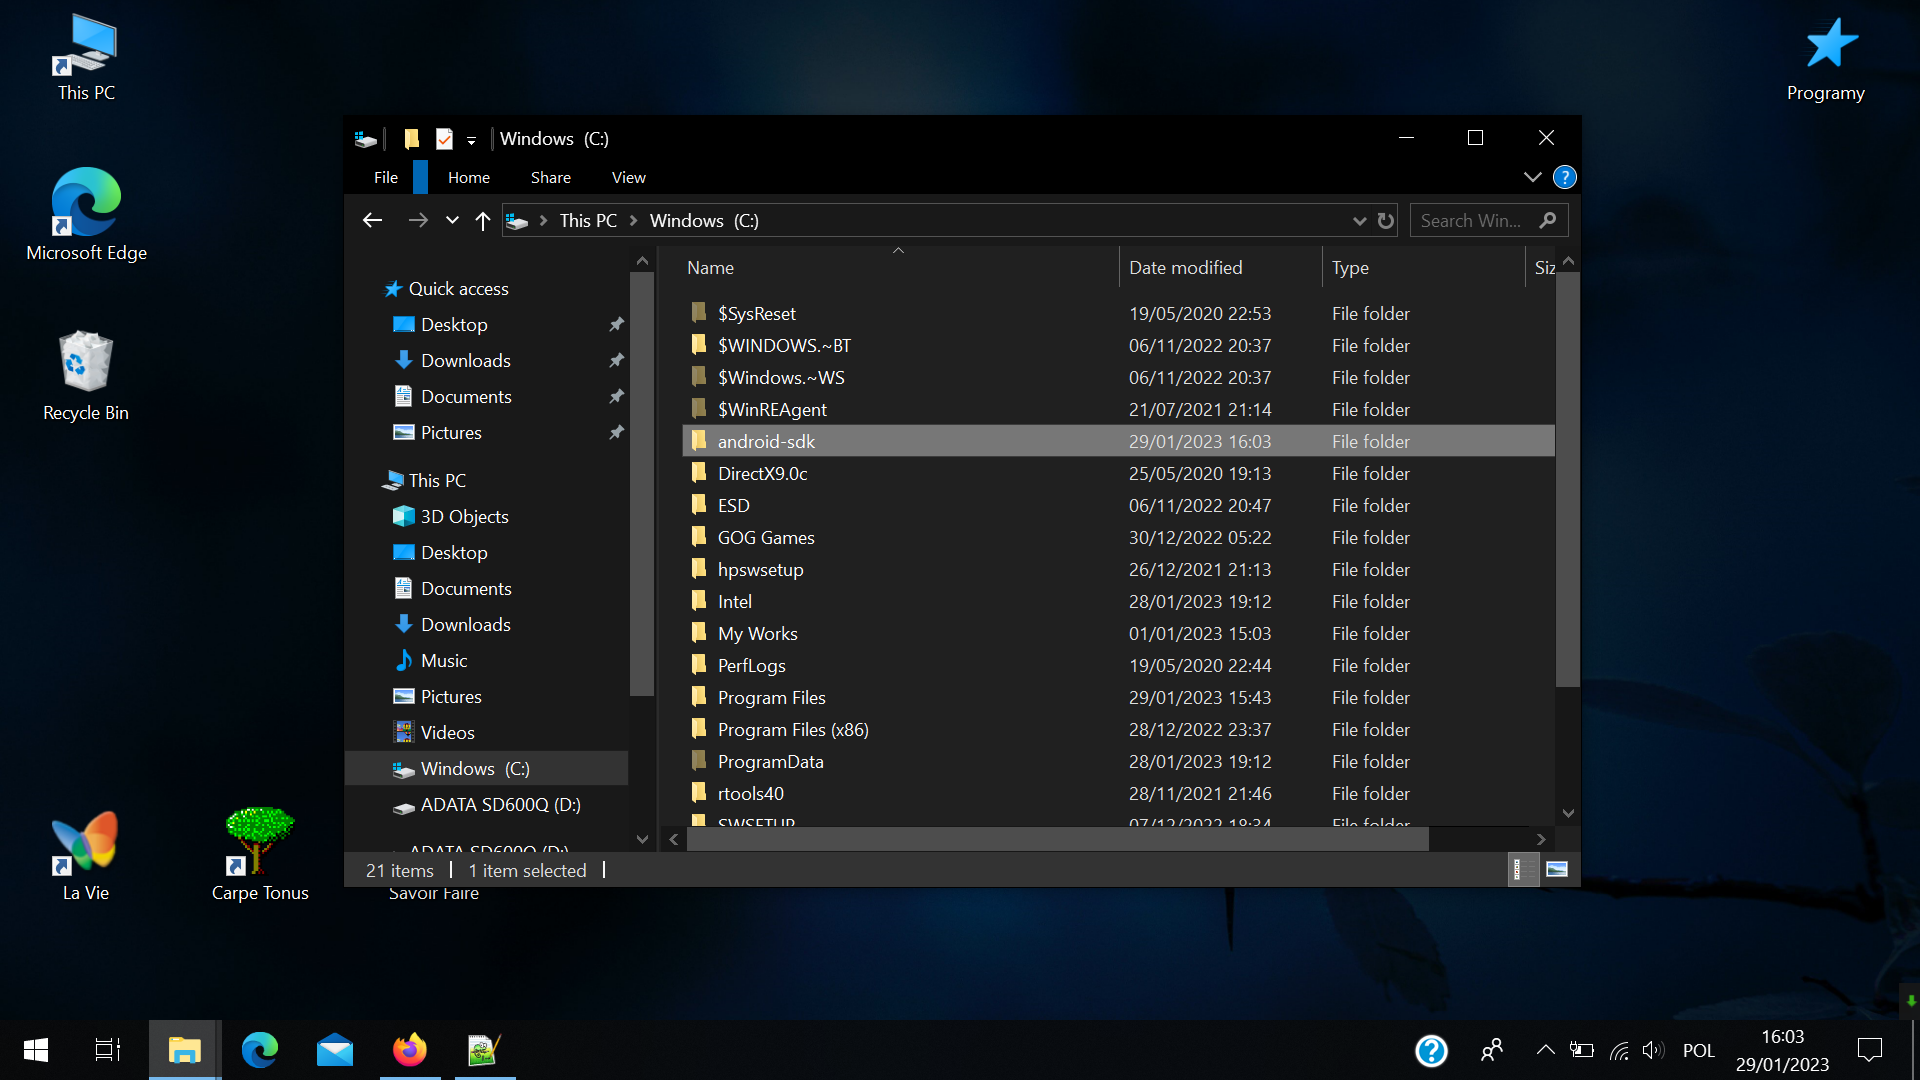 This PC
Programy
Microsoft Edge
Recycle Bin
La Vie
Carpe Tonus
Savoir Faire
Windows (C:)
File
Home
Share
View
This PC
Windows (C:)
Search Win...
Quick access
Desktop
Downloads
Documents
Pictures
This PC
3D Objects
Desktop
Documents
Downloads
Music
Pictures
Videos
Windows (C:)
ADATA SD600Q (D:)
ADATA SD600Q (D:)
Name Date modified Type Siz
$SysReset 19/05/2020 22:53 File folder
$WINDOWS.~BT 06/11/2022 20:37 File folder
$Windows.~WS 06/11/2022 20:37 File folder
$WinREAgent 21/07/2021 21:14 File folder
android-sdk 29/01/2023 16:03 File folder
DirectX9.0c 25/05/2020 19:13 File folder
ESD 06/11/2022 20:47 File folder
GOG Games 30/12/2022 05:22 File folder
hpswsetup 26/12/2021 21:13 File folder
Intel 28/01/2023 19:12 File folder
My Works 01/01/2023 15:03 File folder
PerfLogs 19/05/2020 22:44 File folder
Program Files 29/01/2023 15:43 File folder
Program Files (x86) 28/12/2022 23:37 File folder
ProgramData 28/01/2023 19:12 File folder
rtools40 28/11/2021 21:46 File folder
SWSETUP 07/12/2022 18:34 File folder
21 items 1 item selected
POL
16:03
29/01/2023